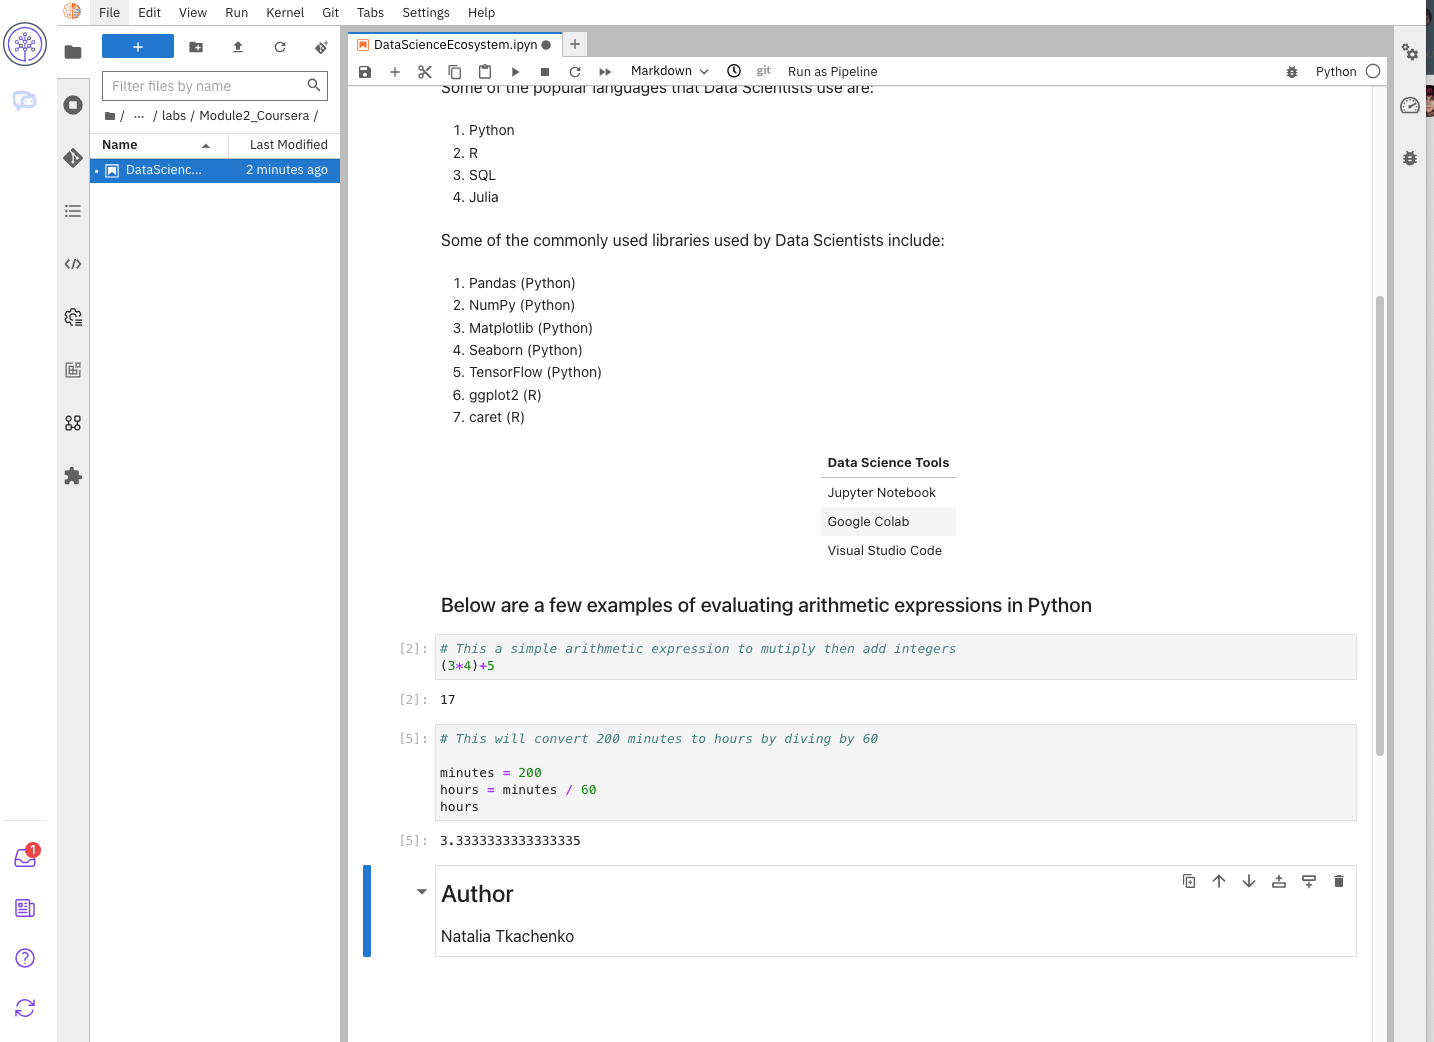 File Edit View Run Kernel Git Tabs Settings Help
DataScienceEcosystem.ipyn
Filter files by name
Markdown git Run as Pipeline Python
/ ... / labs / Module2_Coursera /
Name Last Modified
DataScienc... 2 minutes ago
Some of the popular languages that Data Scientists use are:
1. Python
2. R
3. SQL
4. Julia
Some of the commonly used libraries used by Data Scientists include:
1. Pandas (Python)
2. NumPy (Python)
3. Matplotlib (Python)
4. Seaborn (Python)
5. TensorFlow (Python)
6. ggplot2 (R)
7. caret (R)
Data Science Tools
Jupyter Notebook
Google Colab
Visual Studio Code
Below are a few examples of evaluating arithmetic expressions in Python
[2]: # This a simple arithmetic expression to mutiply then add integers
(3*4)+5
[2]: 17
[5]: # This will convert 200 minutes to hours by diving by 60
minutes = 200
hours = minutes / 60
hours
[5]: 3.3333333333333335
Author
Natalia Tkachenko
1